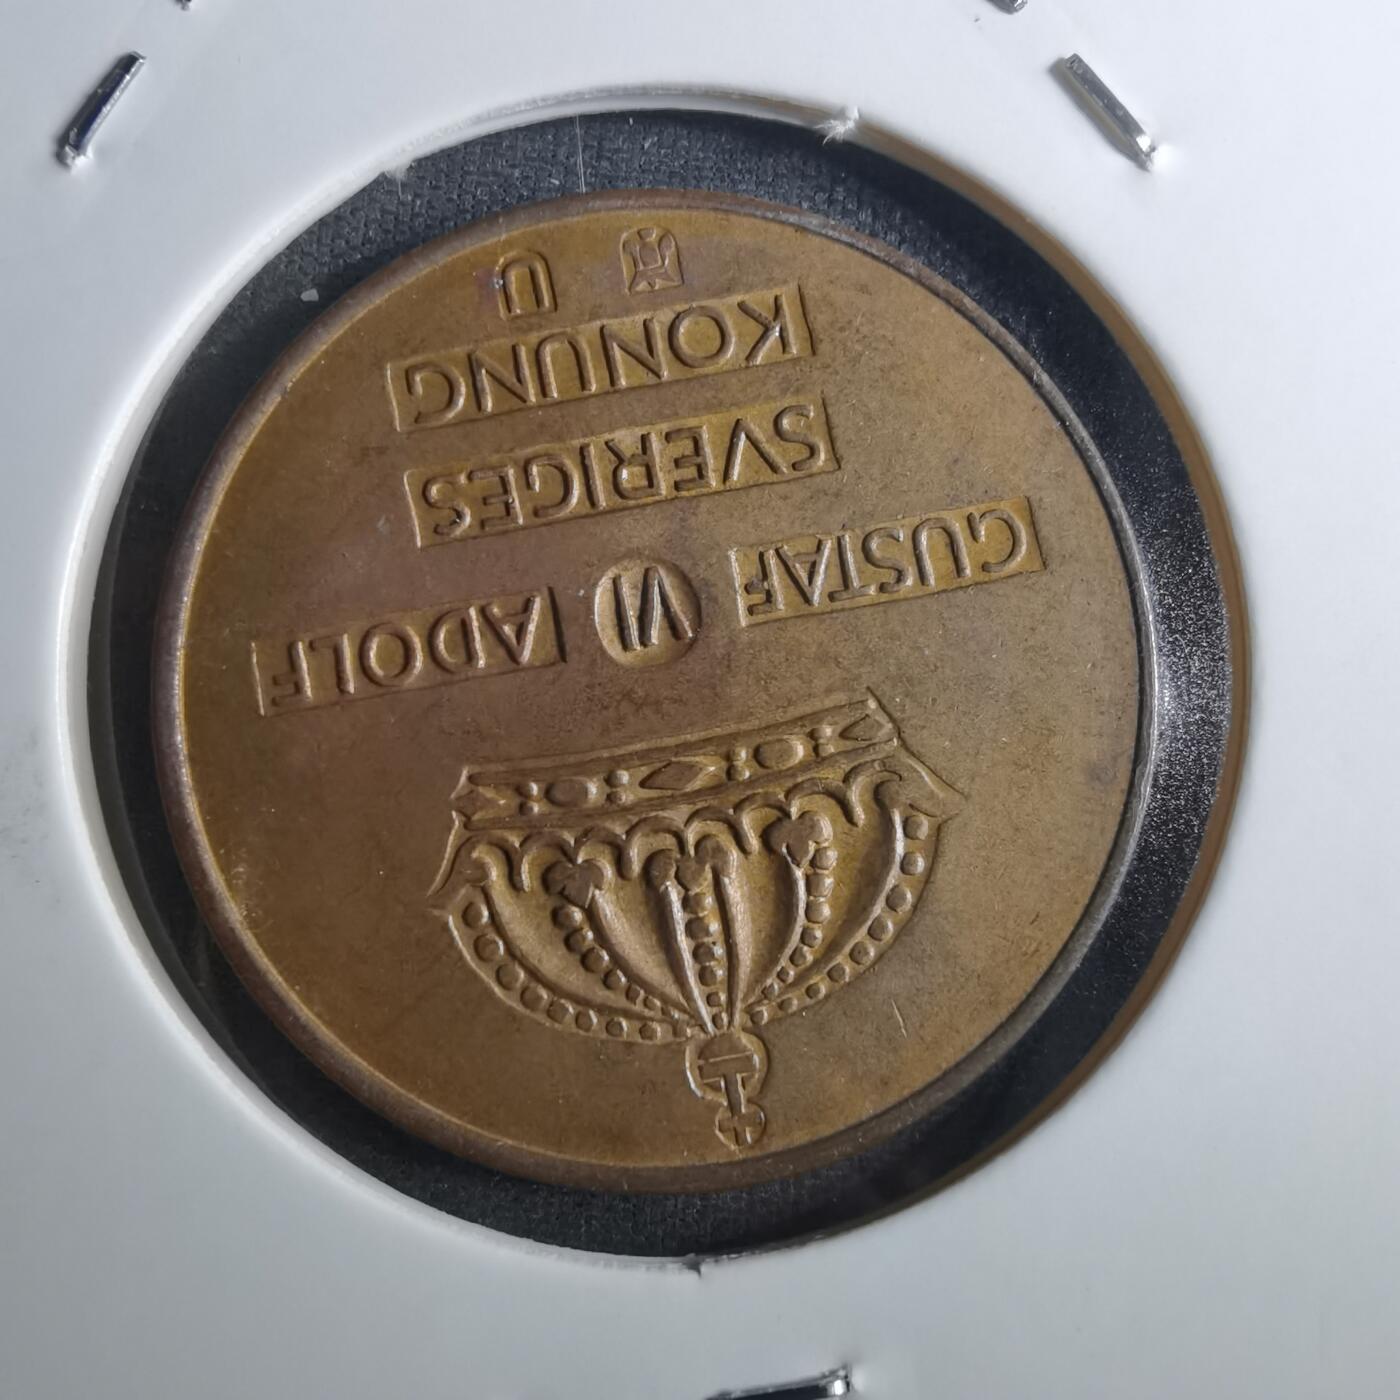 GUSTAF VI ADOLF
SVERIGES
KONUNG
U